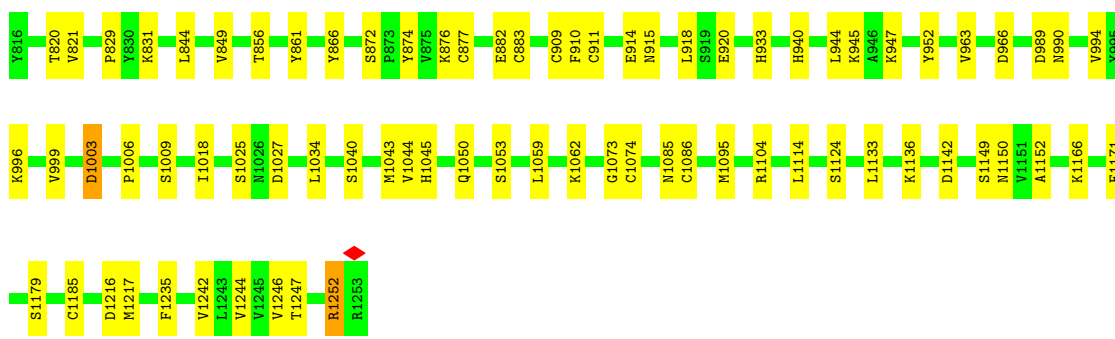 Y816 T820 V821 P829 Y830 K831 L844 V849 T856 Y861 Y866 S872 P873 Y874 V875 K876 C877 E882 C883 C909 F910 C911 E914 N915 L918 S919 E920 H933 H940 L944 K945 A946 K947 Y952 V963 D966 D989 N990 V994 Y995
K996 V999 D1003 P1006 S1009 I1018 S1025 N1026 D1027 L1034 S1040 M1043 V1044 H1045 Q1050 S1053 L1059 K1062 G1073 C1074 N1085 C1086 M1095 R1104 L1114 S1124 L1133 K1136 D1142 S1149 N1150 V1151 A1152 K1166
S1179 C1185 D1216 M1217 F1235 V1242 L1243 V1244 V1245 V1246 T1247 R1252 R1253